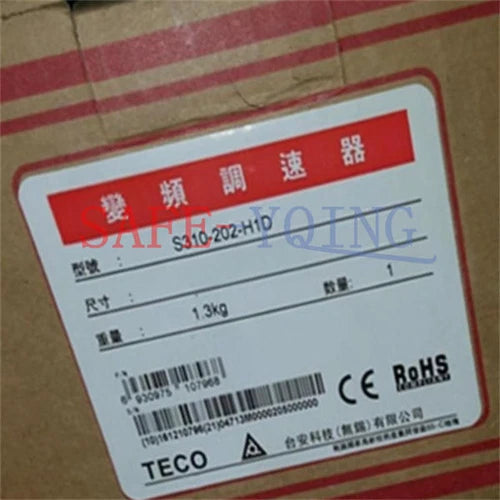 變頻調速器
型號 : S310-202-H1D
SAFE-YQING
尺寸 :
重量 : 1.3kg 數量: 1
P/N
6 930975 107968
S/N
(10)161210796(21)04713M0000205000000
CE RoHS
COMPLIANT
TECO 台安科技(無錫)有限公司